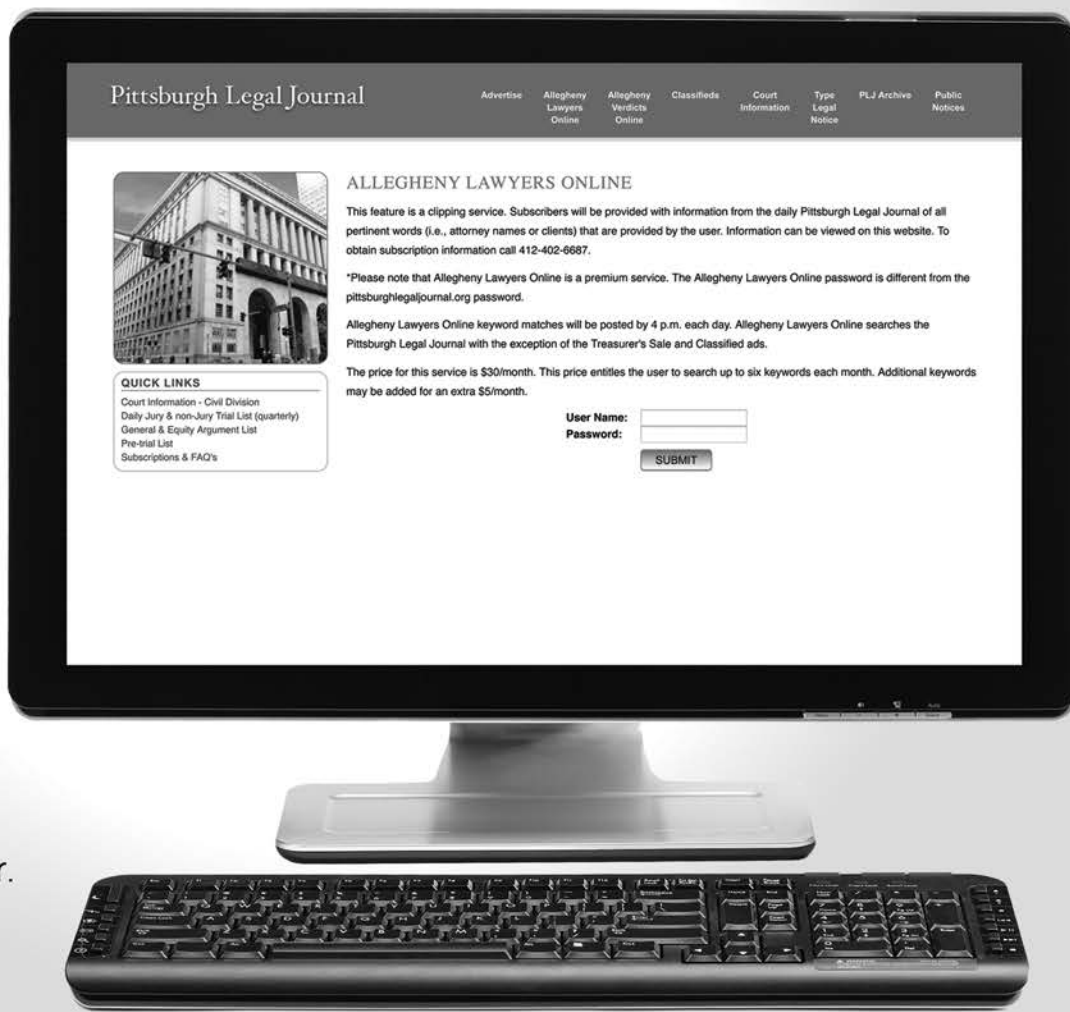 Pittsburgh Legal Journal
Advertise
Allegheny
Lawyers
Online
Allegheny
Verdicts
Online
Classifieds
Court
Information
Type
Legal
Notice
PLJ Archive
Public
Notices
ALLEGHENY LAWYERS ONLINE
This feature is a clipping service. Subscribers will be provided with information from the daily Pittsburgh Legal Journal of all
pertinent words (i.e., attorney names or clients) that are provided by the user. Information can be viewed on this website. To
obtain subscription information call 412-402-6687.
*Please note that Allegheny Lawyers Online is a premium service. The Allegheny Lawyers Online password is different from the
pittsburghlegaljournal.org password.
Allegheny Lawyers Online keyword matches will be posted by 4 p.m. each day. Allegheny Lawyers Online searches the
Pittsburgh Legal Journal with the exception of the Treasurer's Sale and Classified ads.
The price for this service is $30/month. This price entitles the user to search up to six keywords each month. Additional keywords
may be added for an extra $5/month.
User Name:
Password:
SUBMIT
QUICK LINKS
Court Information - Civil Division
Daily Jury & non-Jury Trial List (quarterly)
General & Equity Argument List
Pre-trial List
Subscriptions & FAQ's
r.